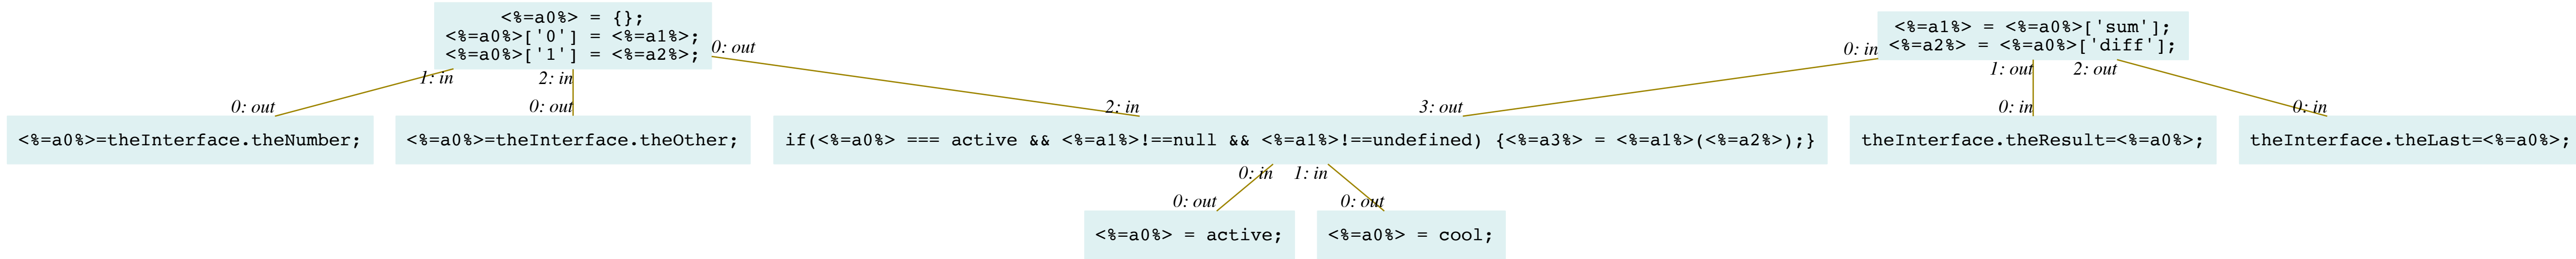 <%=a0%> = {};
<%=a0%>['0'] = <%=a1%>;
<%=a0%>['1'] = <%=a2%>;
0: out
1: in
2: in
<%=a1%> = <%=a0%>['sum'];
<%=a2%> = <%=a0%>['diff'];
0: in
1: out
2: out
0: out
0: out
2: in
3: out
0: in
0: in
<%=a0%>=theInterface.theNumber;
<%=a0%>=theInterface.theOther;
if(<%=a0%> === active && <%=a1%>!==null && <%=a1%>!==undefined) {<%=a3%> = <%=a1%>(<%=a2%>);}
theInterface.theResult=<%=a0%>;
theInterface.theLast=<%=a0%>;
0: in
1: in
0: out
0: out
<%=a0%> = active;
<%=a0%> = cool;